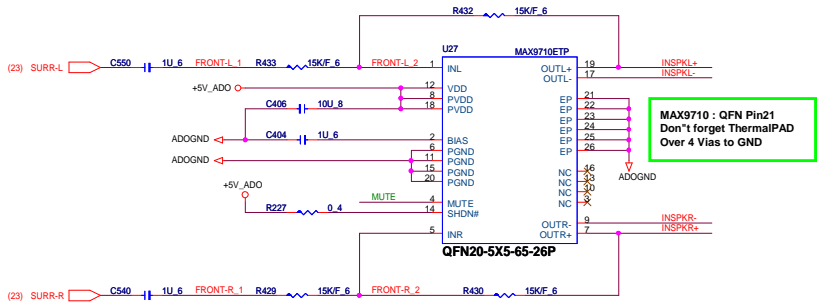 R432 15K/F_6
U27 MAX9710ETP
(23) SURR-L C550 1U_6 FRONT-L_1 R433 15K/F_6 FRONT-L_2 1 INL OUTL+ 19 INSPKL+
OUTL- 17 INSPKL-
+5V_ADO 12 VDD
8 PVDD EP 21
C406 10U_8 18 PVDD EP 22
EP 23
EP 24
ADOGND C404 1U_6 2 BIAS EP 25
6 PGND EP 26
ADOGND 11 PGND
15 PGND NC 16
20 PGND NC 13
ADOGND
NC 10
+5V_ADO MUTE 4 MUTE NC
R227 0_4 14 SHDN#
OUTR- 9 INSPKR-
5 INR OUTR+ 7 INSPKR+
QFN20-5X5-65-26P
(23) SURR-R C540 1U_6 FRONT-R_1 R429 15K/F_6 FRONT-R_2 R430 15K/F_6
MAX9710 : QFN Pin21
Don"t forget ThermalPAD
Over 4 Vias to GND